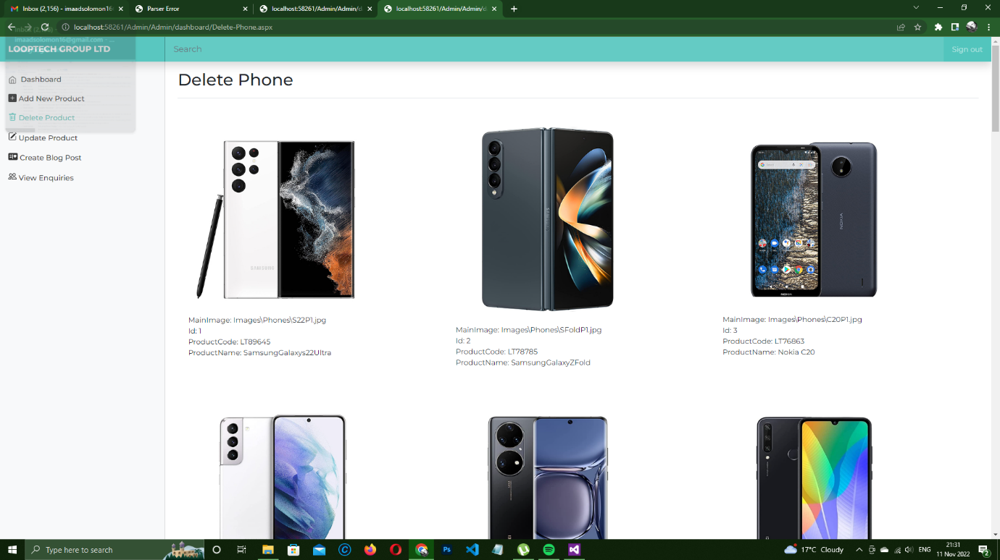 Inbox (2,156) - imaadsolomon16
Parser Error
localhost:58261/Admin/Admin/d
localhost:58261/Admin/Admin/d
localhost:58261/Admin/Admin/dashboard/Delete-Phone.aspx
imaadsolomon16@gmail.com - ...
LOOPTECH GROUP LTD
Search
Sign out
Dashboard
Add New Product
Delete Product
Update Product
Create Blog Post
View Enquiries
Delete Phone
SAMSUNG
NOKIA
NOKIA
MainImage: Images\Phones\S22P1.jpg
Id: 1
ProductCode: LT89645
ProductName: SamsungGalaxys22Ultra
MainImage: Images\Phones\SFoldP1.jpg
Id: 2
ProductCode: LT78785
ProductName: SamsungGalaxyZFold
MainImage: Images\Phones\C20P1.jpg
Id: 3
ProductCode: LT76863
ProductName: Nokia C20
Type here to search
Ps
17°C Cloudy
ENG
21:31
11 Nov 2022
2